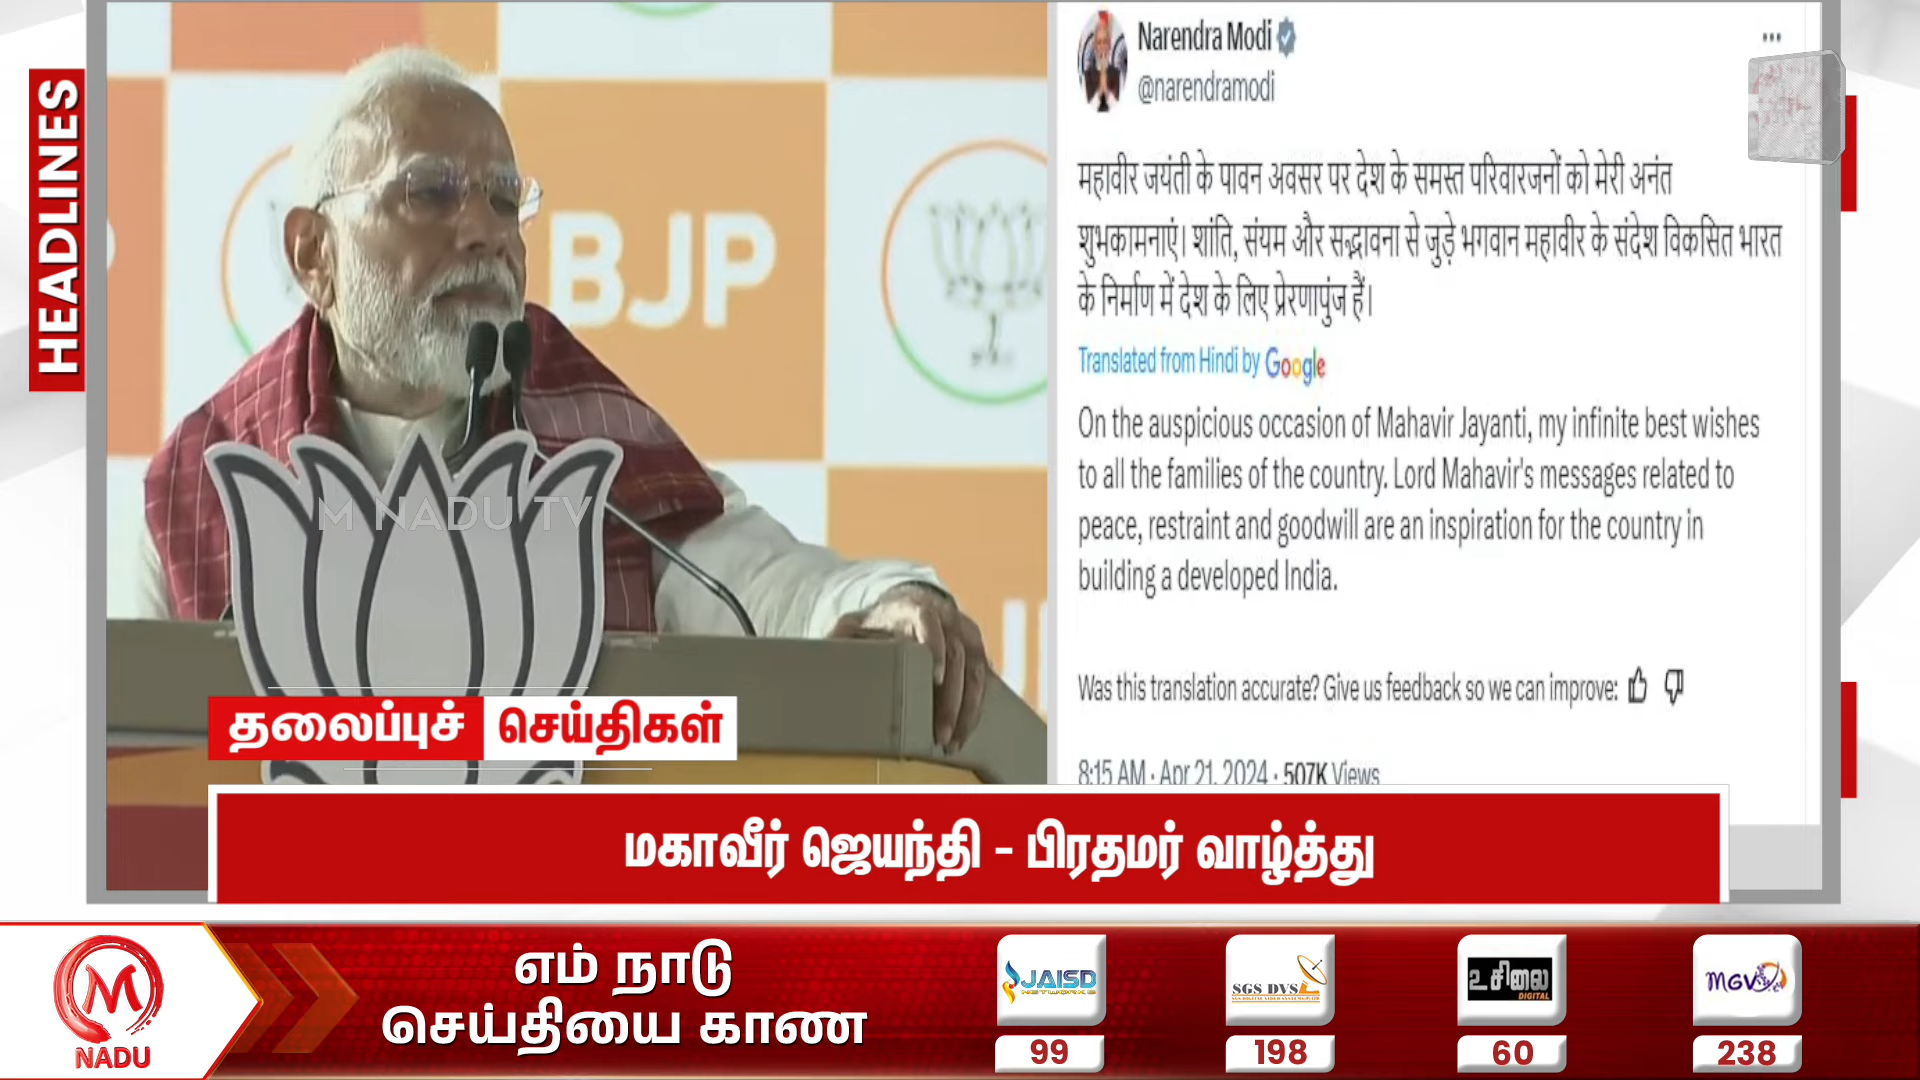 HEADLINES
BJP
M NADU TV
Narendra Modi
@narendramodi
महावीर जयंती के पावन अवसर पर देश के समस्त परिवारजनों को मेरी अनंत
शुभकामनाएं। शांति, संयम और सद्भावना से जुड़े भगवान महावीर के संदेश विकसित भारत
के निर्माण में देश के लिए प्रेरणापुंज हैं।
Translated from Hindi by Google
On the auspicious occasion of Mahavir Jayanti, my infinite best wishes
to all the families of the country. Lord Mahavir's messages related to
peace, restraint and goodwill are an inspiration for the country in
building a developed India.
Was this translation accurate? Give us feedback so we can improve:
8:15 AM · Apr 21, 2024 · 507K Views
தலைப்புச் செய்திகள்
மகாவீர் ஜெயந்தி - பிரதமர் வாழ்த்து
M
NADU
எம் நாடு
செய்தியை காண
JAISD
NETWORKS
99
SGS DVS
198
உசிலை
DIGITAL
60
MGV
238